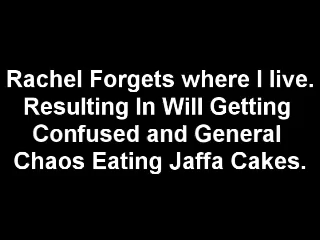 Rachel Forgets where I live.
Resulting In Will Getting
Confused and General
Chaos Eating Jaffa Cakes.